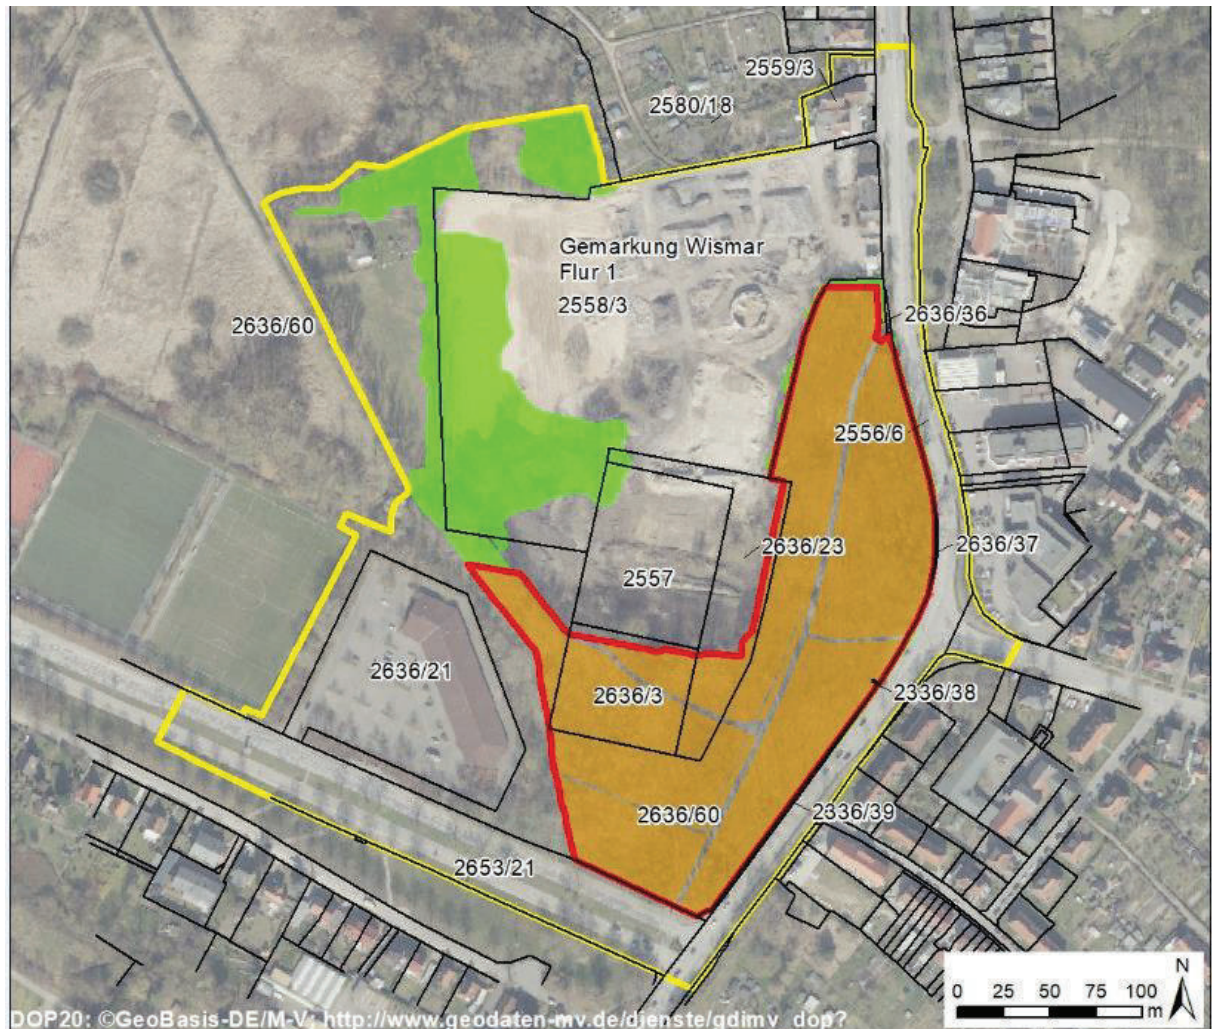 2559/3
2580/18
Gemarkung Wismar
Flur 1
2558/3
2636/60
2636/36
2556/6
2636/23
2636/37
2557
2636/21
2636/3
2336/38
2636/60
2336/39
2653/21
N
0 25 50 75 100
m
DOP20: ©GeoBasis-DE/M-V: http://www.geodaten-mv.de/dienste/gdimv_dop?